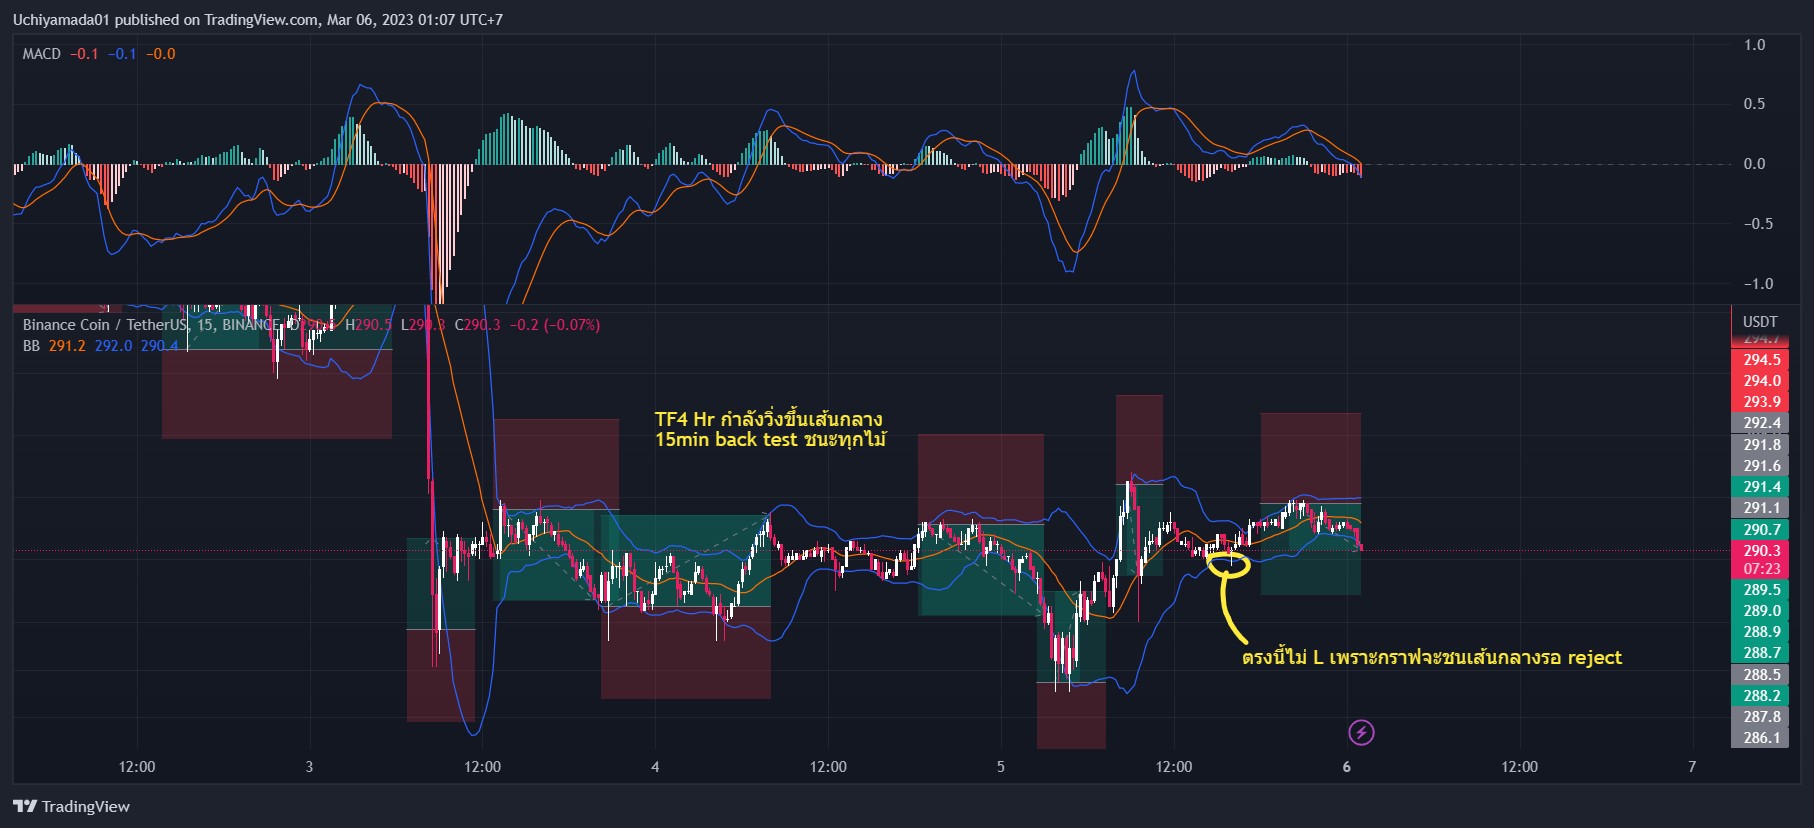 Uchiyamada01 published on TradingView.com, Mar 06, 2023 01:07 UTC+7
MACD −0.1 −0.1 −0.0
1.0
0.5
0.0
−0.5
−1.0
Binance Coin / TetherUS, 15, BINANCE H290.5 L290.3 C290.3 −0.2 (−0.07%)
BB 291.2 292.0 290.4
USDT
294.7
294.5
294.0
293.9
292.4
291.8
291.6
291.4
291.1
290.7
290.3
07:23
289.5
289.0
288.9
288.7
288.5
288.2
287.8
286.1
TF4 Hr กำลังวิ่งขึ้นเส้นกลาง
15min back test ชนะทุกไม้
ตรงนี้ไม่ L เพราะกราฟจะชนเส้นกลางรอ reject
12:00 3 12:00 4 12:00 5 12:00 6 12:00 7
TradingView